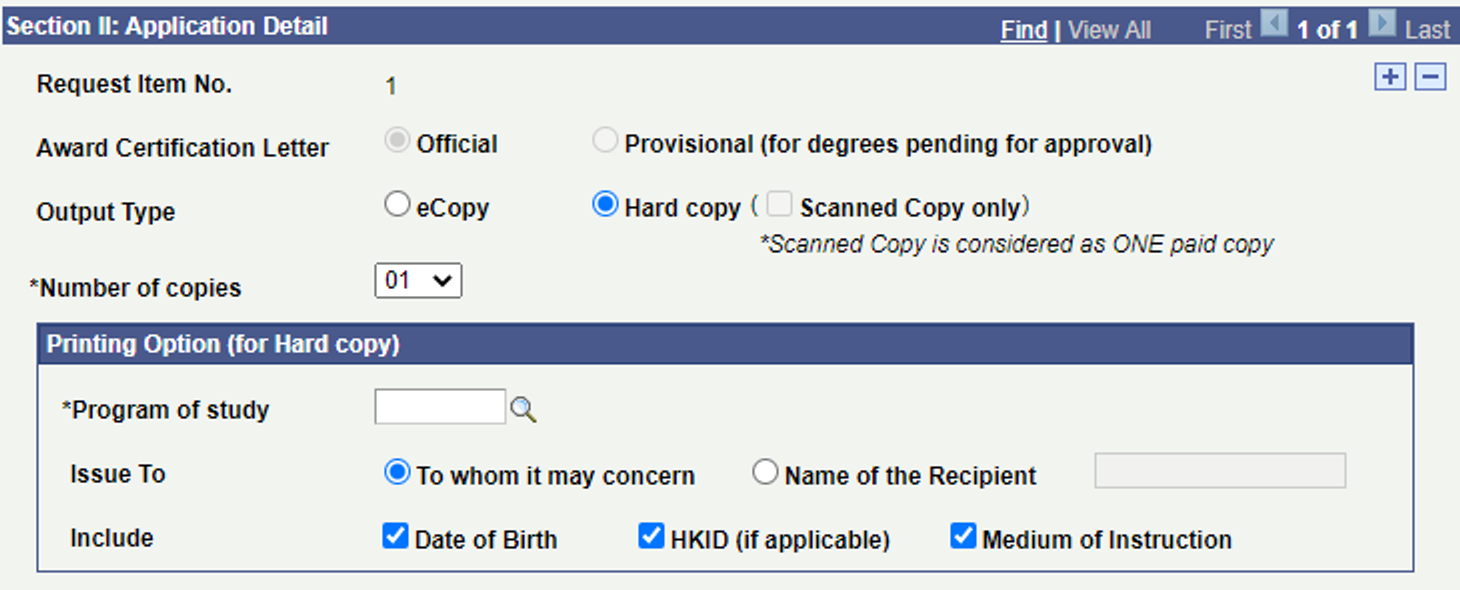 Section II: Application Detail Find | View All First 1 of 1 Last
Request Item No. 1
Award Certification Letter Official Provisional (for degrees pending for approval)
Output Type eCopy Hard copy ( Scanned Copy only)
*Scanned Copy is considered as ONE paid copy
*Number of copies 01
Printing Option (for Hard copy)
*Program of study
Issue To To whom it may concern Name of the Recipient
Include Date of Birth HKID (if applicable) Medium of Instruction